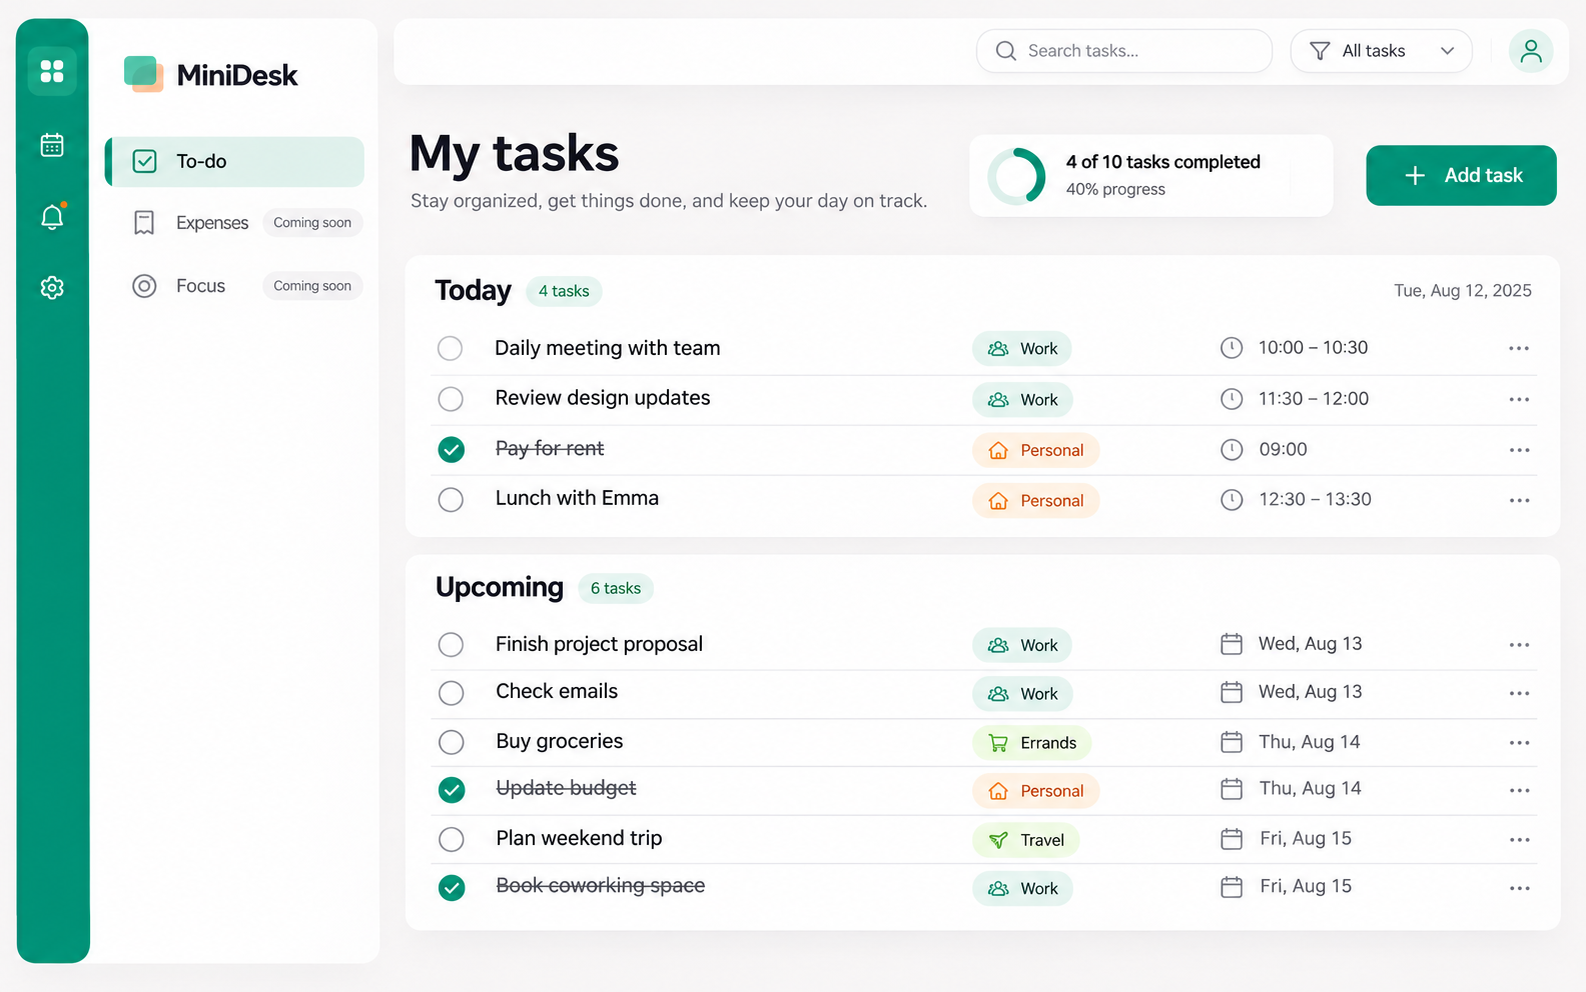 MiniDesk
To-do
Expenses Coming soon
Focus Coming soon
Search tasks...
All tasks
My tasks
Stay organized, get things done, and keep your day on track.
4 of 10 tasks completed
40% progress
+ Add task
Today 4 tasks Tue, Aug 12, 2025
Daily meeting with team Work 10:00 – 10:30
Review design updates Work 11:30 – 12:00
Pay for rent Personal 09:00
Lunch with Emma Personal 12:30 – 13:30
Upcoming 6 tasks
Finish project proposal Work Wed, Aug 13
Check emails Work Wed, Aug 13
Buy groceries Errands Thu, Aug 14
Update budget Personal Thu, Aug 14
Plan weekend trip Travel Fri, Aug 15
Book coworking space Work Fri, Aug 15